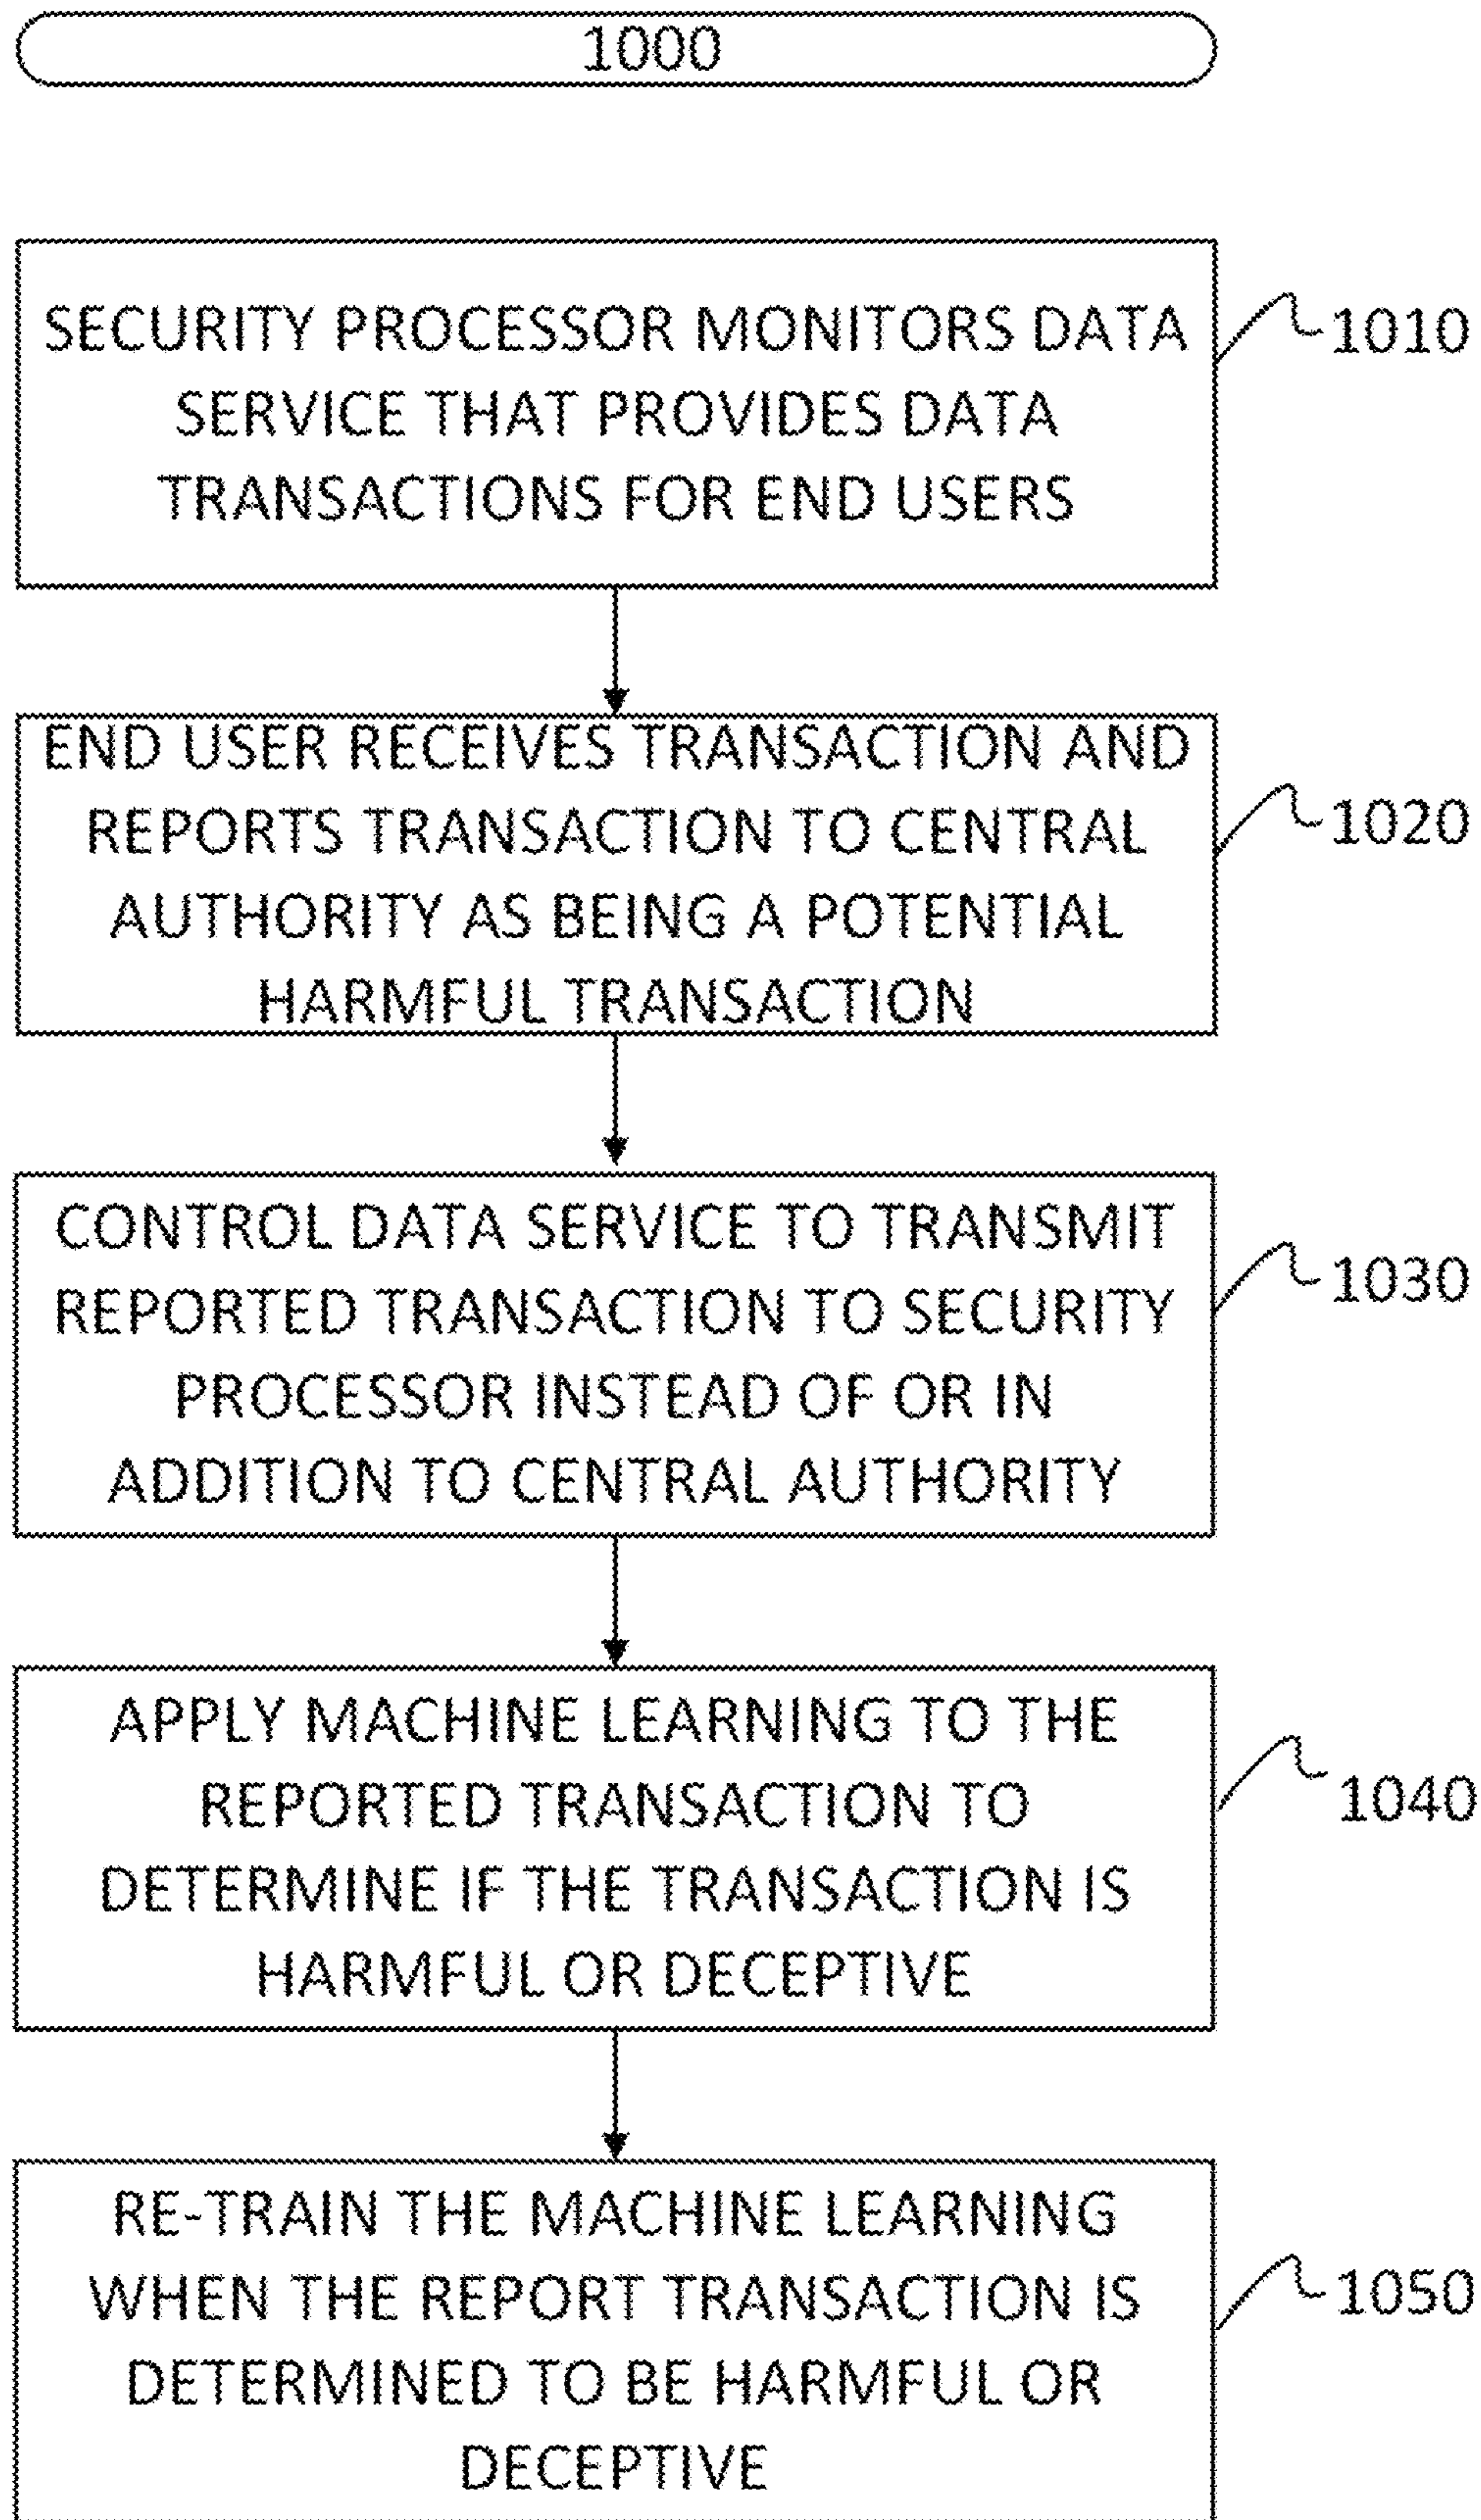 1000
SECURITY PROCESSOR MONITORS DATA
SERVICE THAT PROVIDES DATA
TRANSACTIONS FOR END USERS
1010
END USER RECEIVES TRANSACTION AND
REPORTS TRANSACTION TO CENTRAL
AUTHORITY AS BEING A POTENTIAL
HARMFUL TRANSACTION
1020
CONTROL DATA SERVICE TO TRANSMIT
REPORTED TRANSACTION TO SECURITY
PROCESSOR INSTEAD OF OR IN
ADDITION TO CENTRAL AUTHORITY
1030
APPLY MACHINE LEARNING TO THE
REPORTED TRANSACTION TO
DETERMINE IF THE TRANSACTION IS
HARMFUL OR DECEPTIVE
1040
RE-TRAIN THE MACHINE LEARNING
WHEN THE REPORT TRANSACTION IS
DETERMINED TO BE HARMFUL OR
DECEPTIVE
1050